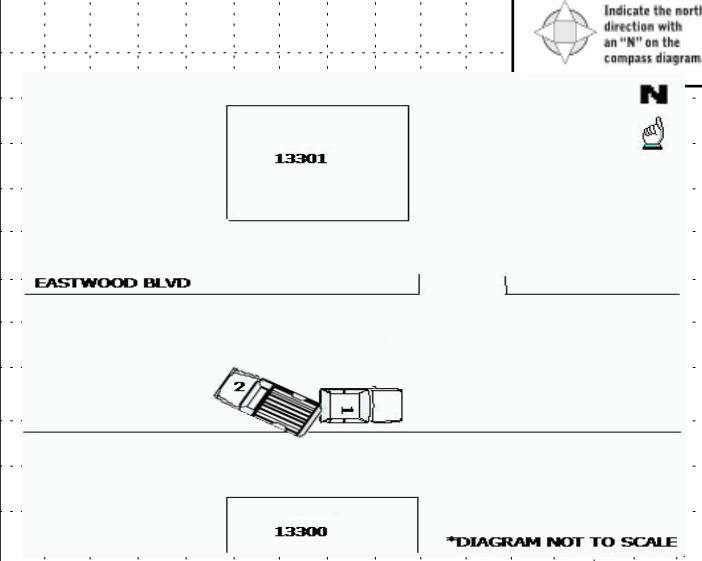 Indicate the north
direction with
an "N" on the
compass diagram.
N
13301
EASTWOOD BLVD
2
1
13300
*DIAGRAM NOT TO SCALE